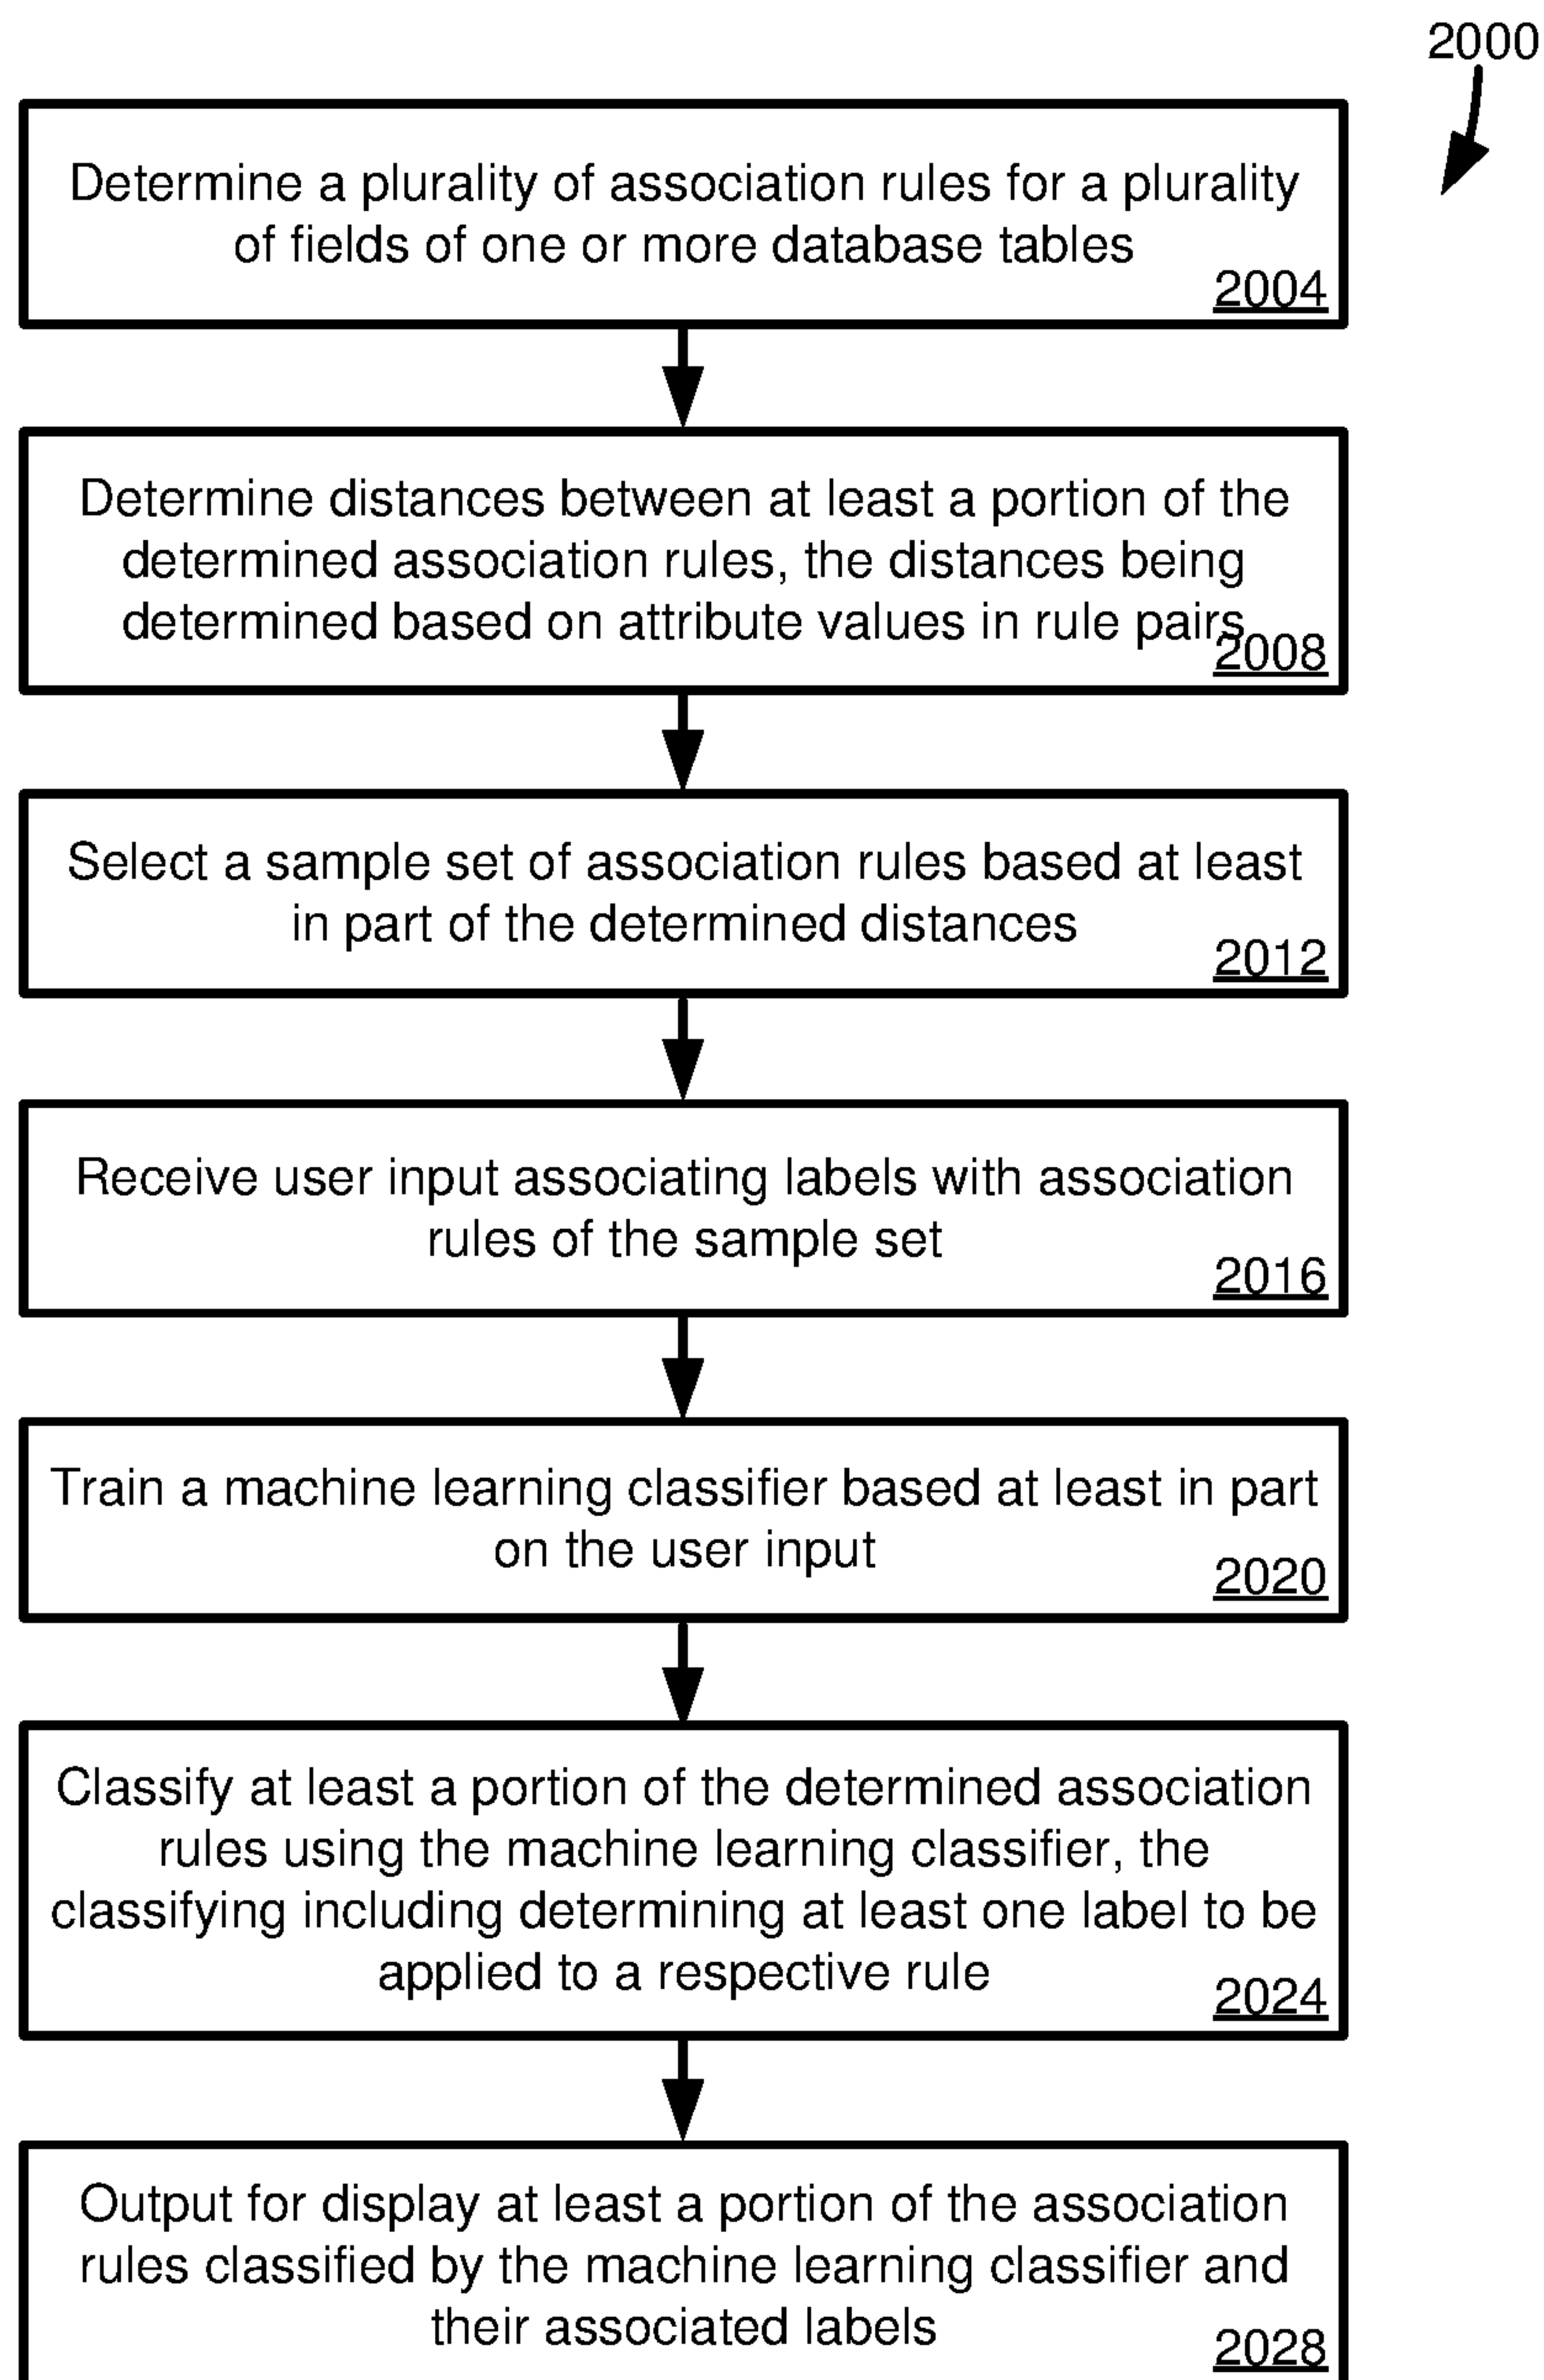 2000
Determine a plurality of association rules for a plurality
of fields of one or more database tables
2004
Determine distances between at least a portion of the
determined association rules, the distances being
determined based on attribute values in rule pairs
2008
Select a sample set of association rules based at least
in part of the determined distances
2012
Receive user input associating labels with association
rules of the sample set
2016
Train a machine learning classifier based at least in part
on the user input
2020
Classify at least a portion of the determined association
rules using the machine learning classifier, the
classifying including determining at least one label to be
applied to a respective rule
2024
Output for display at least a portion of the association
rules classified by the machine learning classifier and
their associated labels
2028